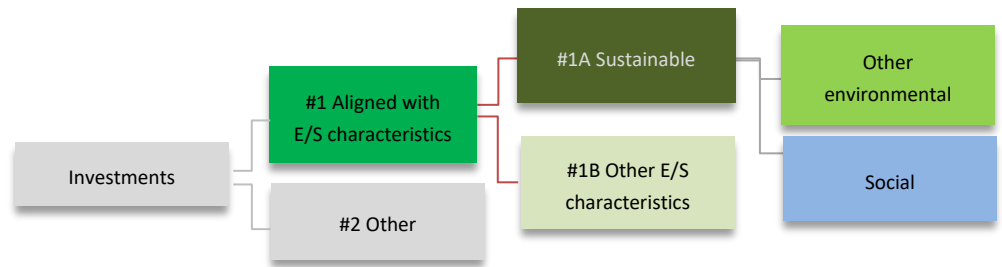 Investments
#1 Aligned with
E/S characteristics
#2 Other
#1A Sustainable
#1B Other E/S
characteristics
Other
environmental
Social